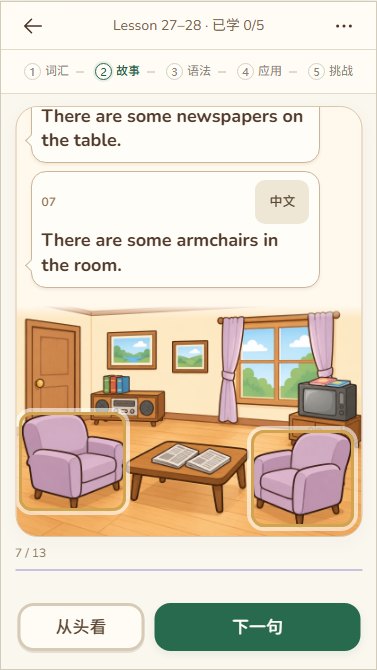 Lesson 27–28 · 已学 0/5
1 词汇 – 2 故事 – 3 语法 – 4 应用 – 5 挑战
There are some newspapers on
the table.
07 中文
There are some armchairs in
the room.
7 / 13
从头看 下一句